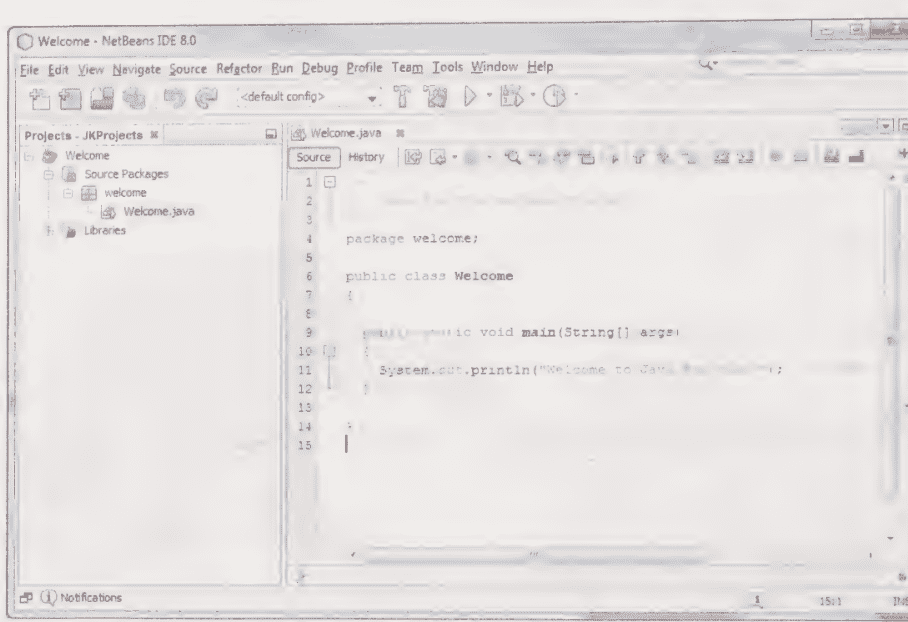 Welcome - NetBeans IDE 8.0
File Edit View Navigate Source Refactor Run Debug Profile Team Tools Window Help
<default config>
Projects - JKProjects
Welcome
Source Packages
welcome
Welcome.java
Libraries
Welcome.java
Source History
1
2
3
4 package welcome;
5
6 public class Welcome
7 {
8
9 void main(String[] args)
10 {
11 System.out.println("Welcome to Java
12 }
13
14 }
15
Notifications
1 15:1 INS